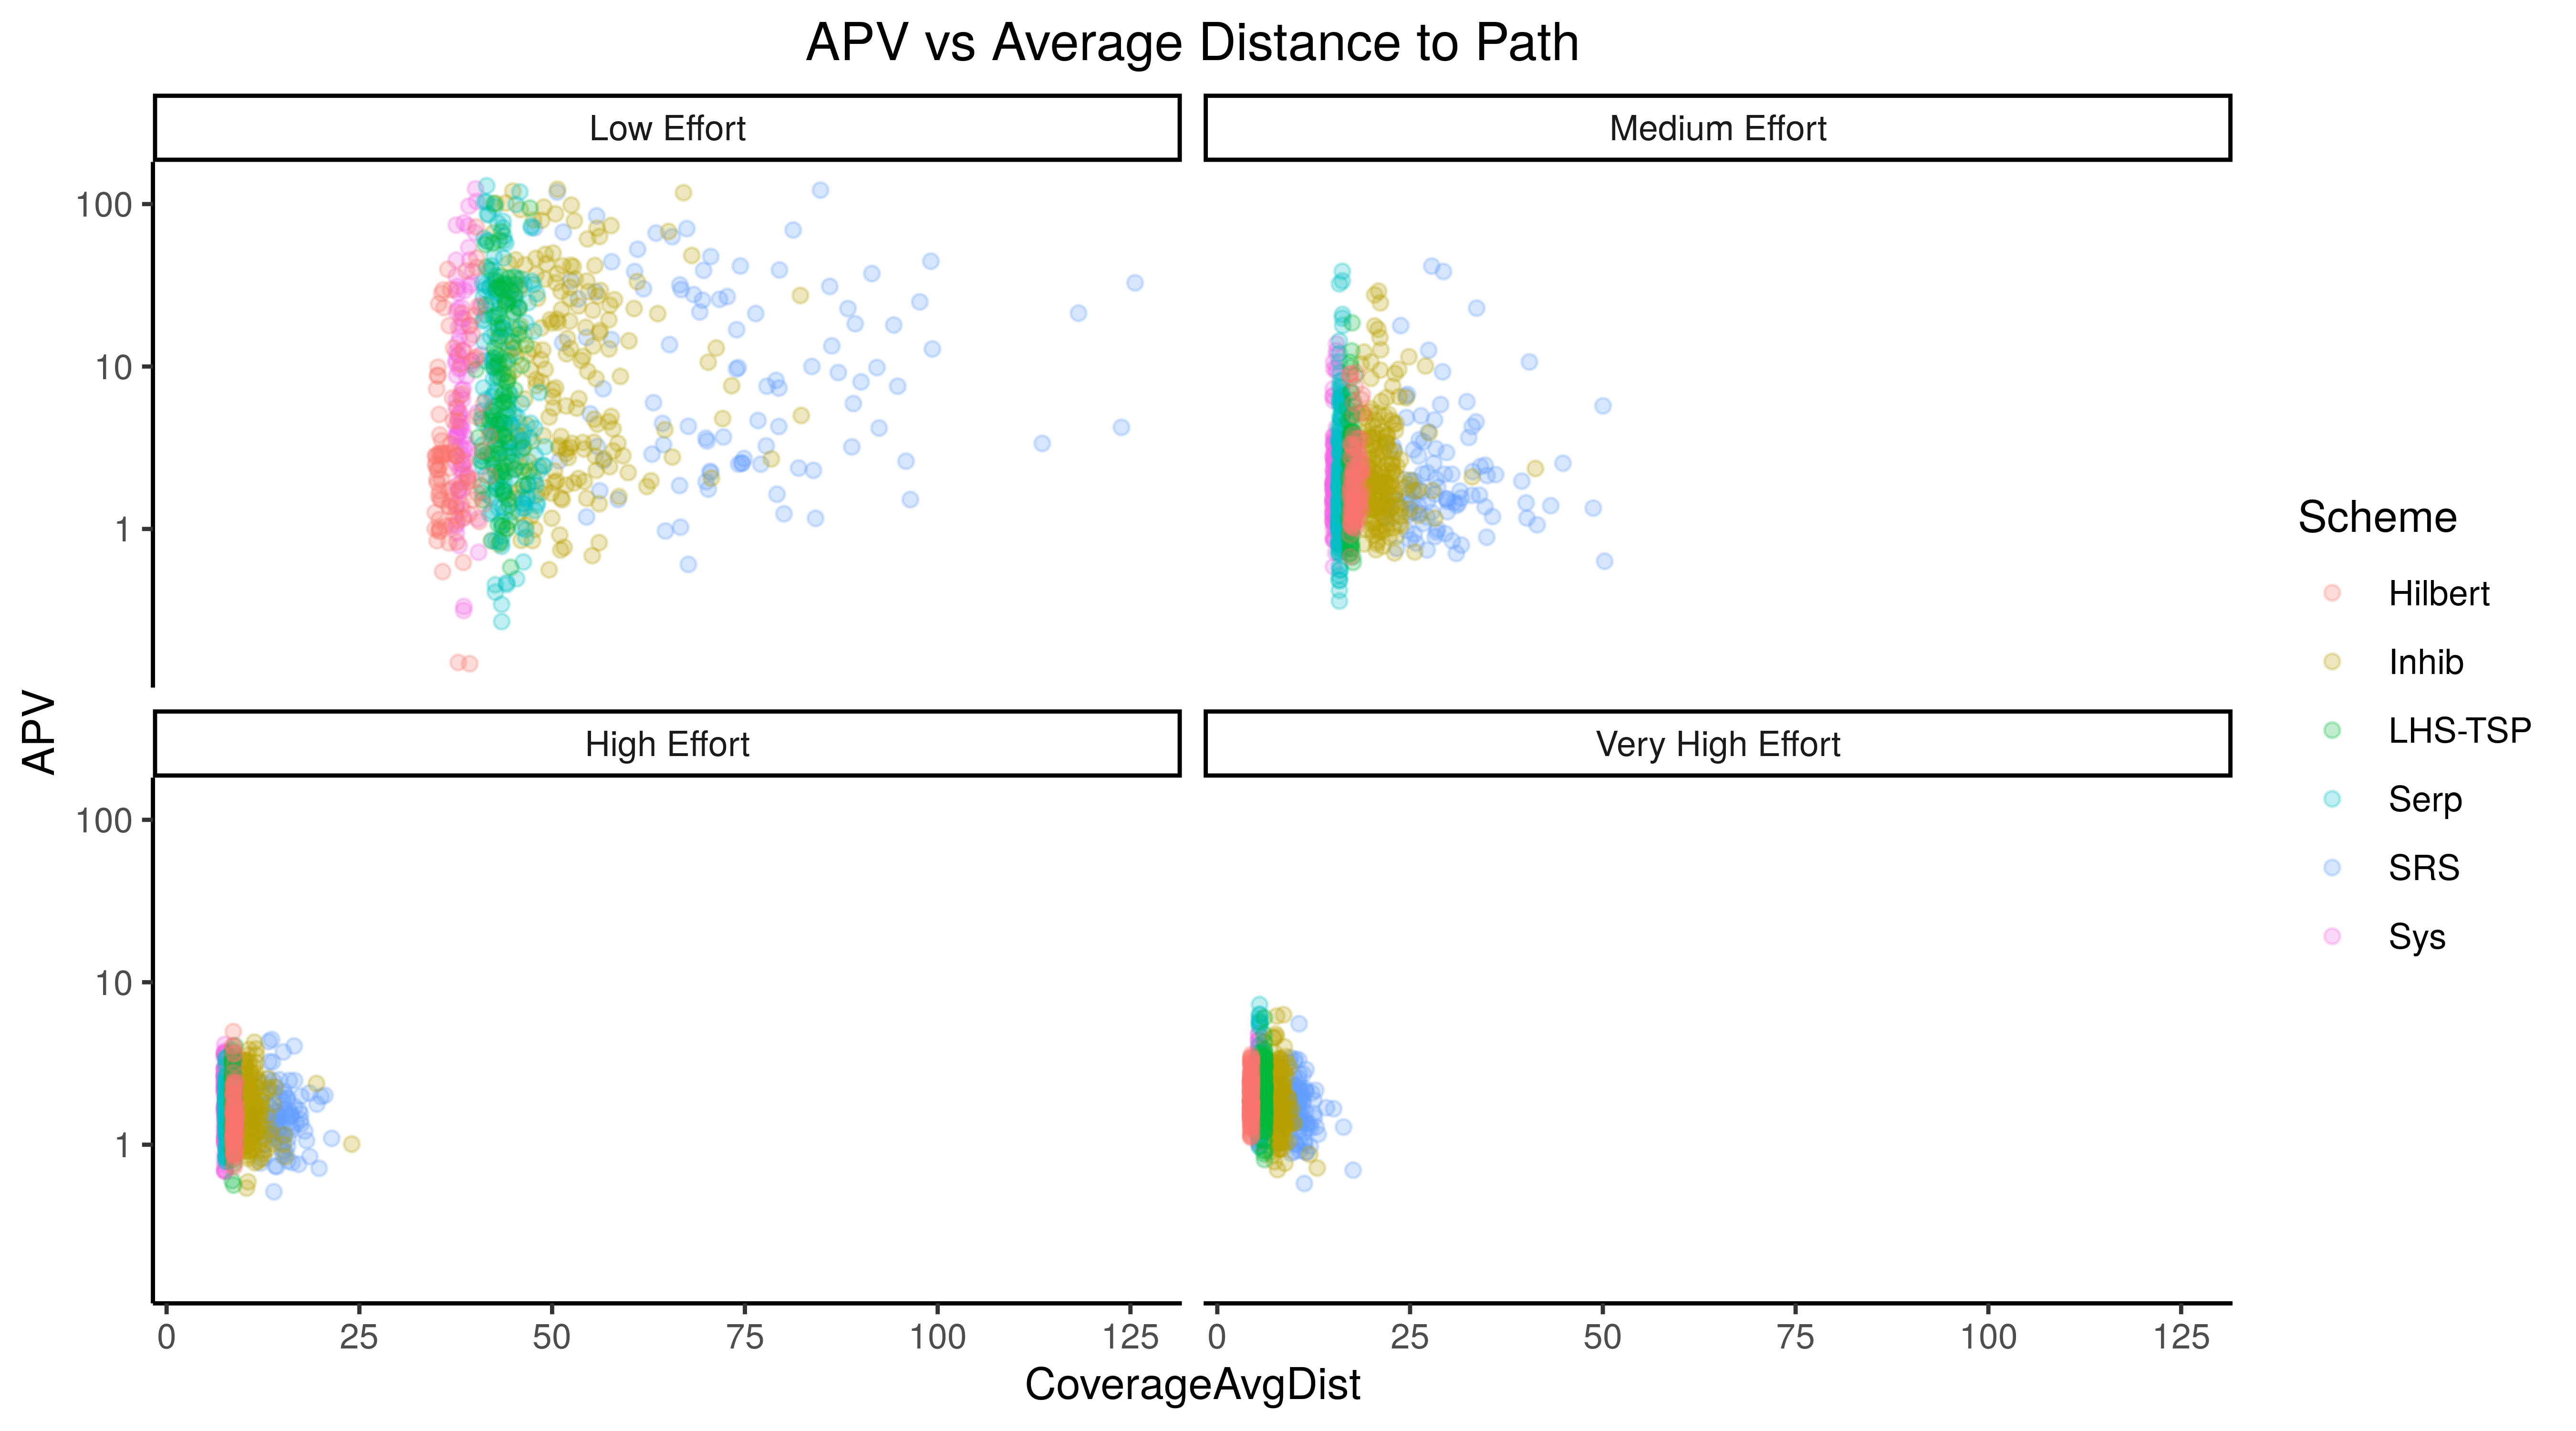 APV vs Average Distance to Path
Low Effort
Medium Effort
100
10
1
High Effort
Very High Effort
100
10
1
APV
0 25 50 75 100 125
0 25 50 75 100 125
CoverageAvgDist
Scheme
Hilbert
Inhib
LHS-TSP
Serp
SRS
Sys